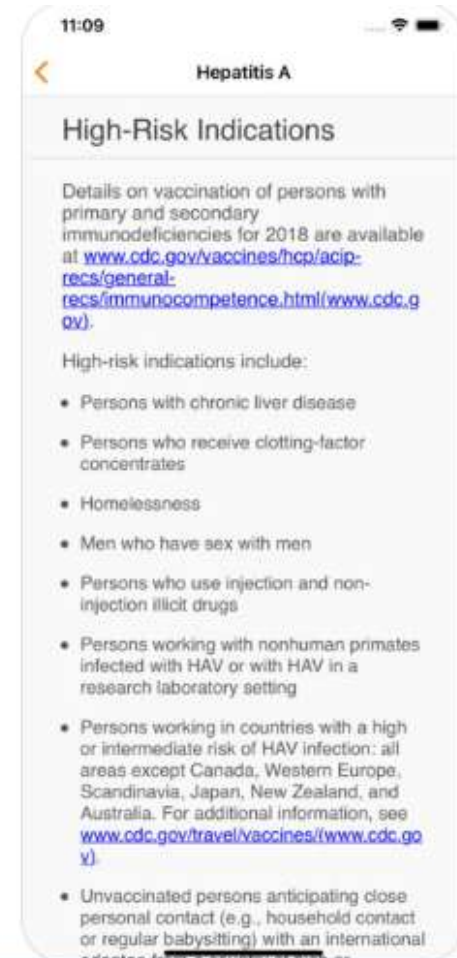 11:09
Hepatitis A
High-Risk Indications
Details on vaccination of persons with
primary and secondary
immunodeficiencies for 2018 are available
at www.cdc.gov/vaccines/hcp/acip-
recs/general-
recs/immunocompetence.html(www.cdc.g
ov).
High-risk indications include:
• Persons with chronic liver disease
• Persons who receive clotting-factor
concentrates
• Homelessness
• Men who have sex with men
• Persons who use injection and non-
injection illicit drugs
• Persons working with nonhuman primates
infected with HAV or with HAV in a
research laboratory setting
• Persons working in countries with a high
or intermediate risk of HAV infection: all
areas except Canada, Western Europe,
Scandinavia, Japan, New Zealand, and
Australia. For additional information, see
www.cdc.gov/travel/vaccines/(www.cdc.go
v).
• Unvaccinated persons anticipating close
personal contact (e.g., household contact
or regular babysitting) with an international